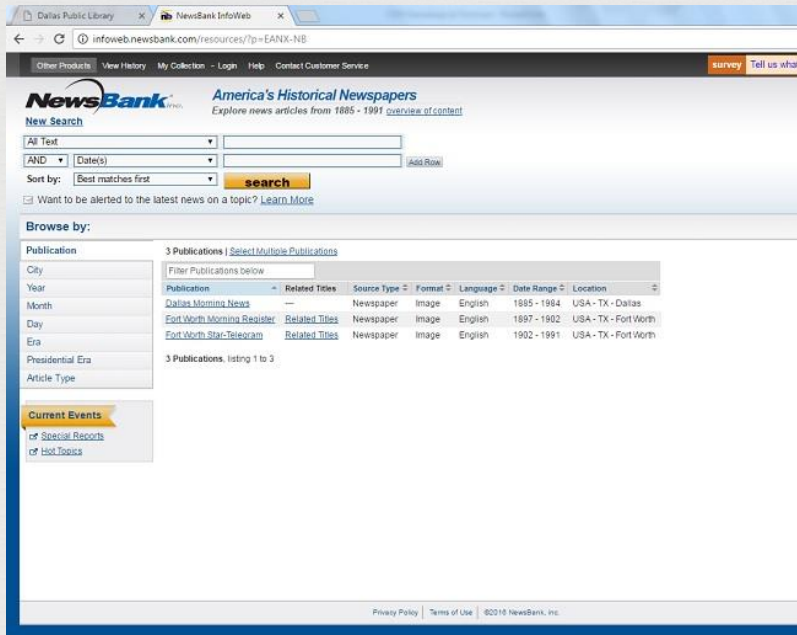 Dallas Public Library
NewsBank InfoWeb
infoweb.newsbank.com/resources/?p=EANX-NB
Other Products View History My Collection - Login Help Contact Customer Service
survey Tell us what
NewsBank inc.
America's Historical Newspapers
Explore news articles from 1885 - 1991 overview of content
New Search
All Text
AND Date(s) Add Row
Sort by: Best matches first search
Want to be alerted to the latest news on a topic? Learn More
Browse by:
Publication
City
Year
Month
Day
Era
Presidential Era
Article Type
3 Publications | Select Multiple Publications
Filter Publications below
Publication Related Titles Source Type Format Language Date Range Location
Dallas Morning News — Newspaper Image English 1885 - 1984 USA - TX - Dallas
Fort Worth Morning Register Related Titles Newspaper Image English 1897 - 1902 USA - TX - Fort Worth
Fort Worth Star-Telegram Related Titles Newspaper Image English 1902 - 1991 USA - TX - Fort Worth
3 Publications, listing 1 to 3
Current Events
Special Reports
Hot Topics
Privacy Policy | Terms of Use | ©2016 NewsBank, inc.